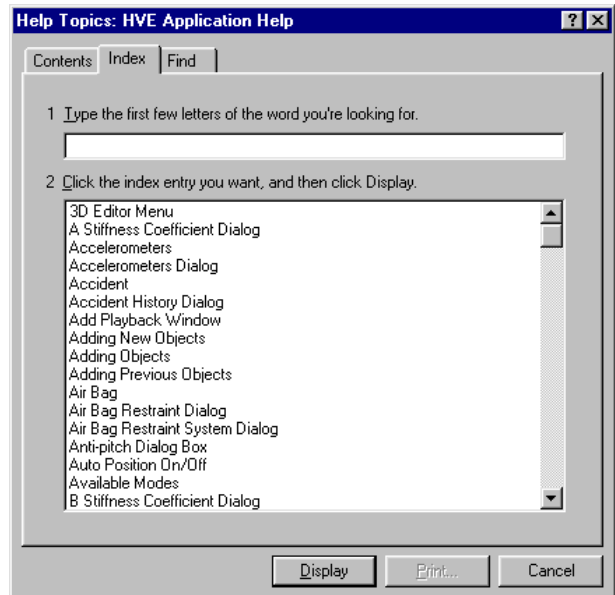 Help Topics: HVE Application Help
Contents Index Find
1 Type the first few letters of the word you're looking for.
2 Click the index entry you want, and then click Display.
3D Editor Menu
A Stiffness Coefficient Dialog
Accelerometers
Accelerometers Dialog
Accident
Accident History Dialog
Add Playback Window
Adding New Objects
Adding Objects
Adding Previous Objects
Air Bag
Air Bag Restraint Dialog
Air Bag Restraint System Dialog
Anti-pitch Dialog Box
Auto Position On/Off
Available Modes
B Stiffness Coefficient Dialog
Display Print... Cancel